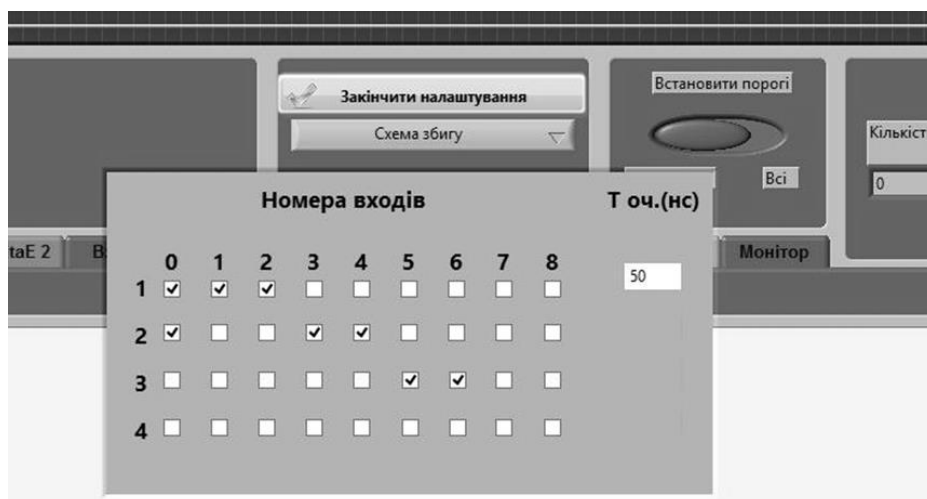 Закінчити налаштування
Схема збигу
Встановити порогі
Всі
Кількіст
0
Номера входів
Т оч.(нс)
taE 2
В
Монітор
0 1 2 3 4 5 6 7 8
50
1
2
3
4